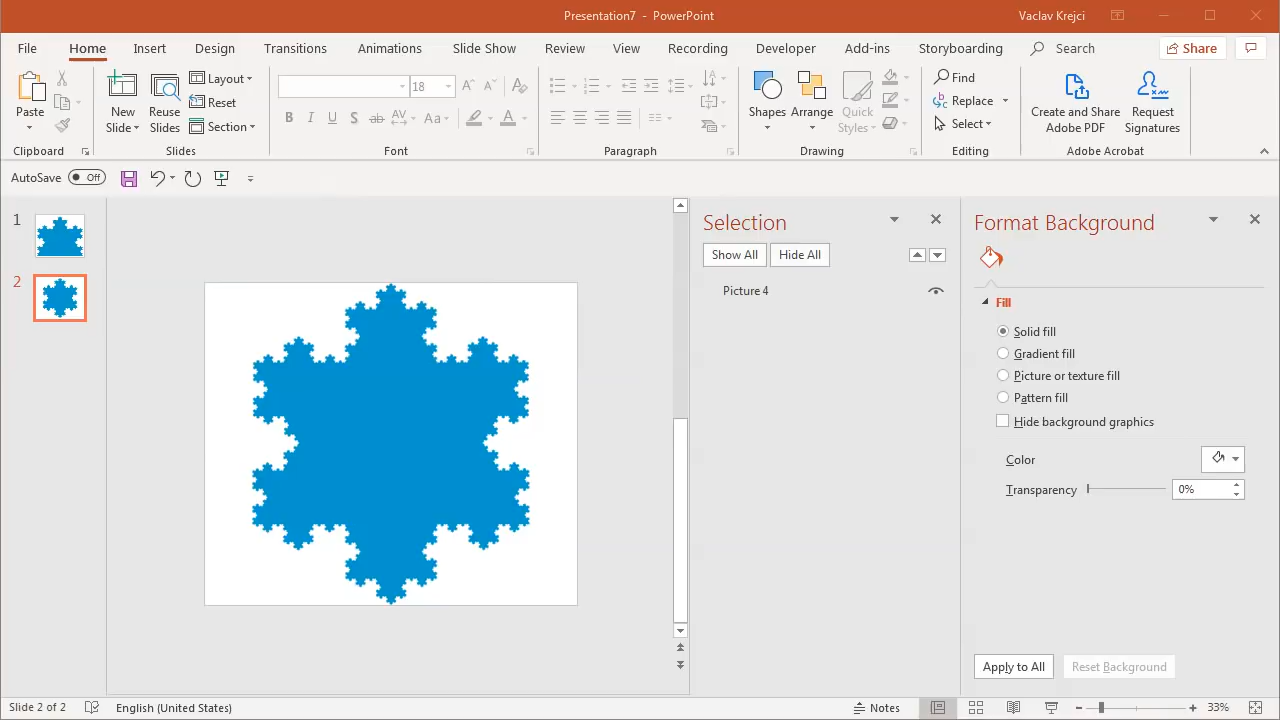 Presentation7 - PowerPoint
Vaclav Krejci
File Home Insert Design Transitions Animations Slide Show Review View Recording Developer Add-ins Storyboarding Search Share
Paste
Clipboard
New Slide
Reuse Slides
Layout
Reset
Section
Slides
18
B I U S ab AV Aa A
Font
Paragraph
Shapes
Arrange
Quick Styles
Drawing
Find
Replace
Select
Editing
Create and Share Adobe PDF
Request Signatures
Adobe Acrobat
AutoSave Off
1
2
Selection
Show All Hide All
Picture 4
Format Background
Fill
Solid fill
Gradient fill
Picture or texture fill
Pattern fill
Hide background graphics
Color
Transparency 0%
Apply to All Reset Background
Slide 2 of 2 English (United States) Notes 33%